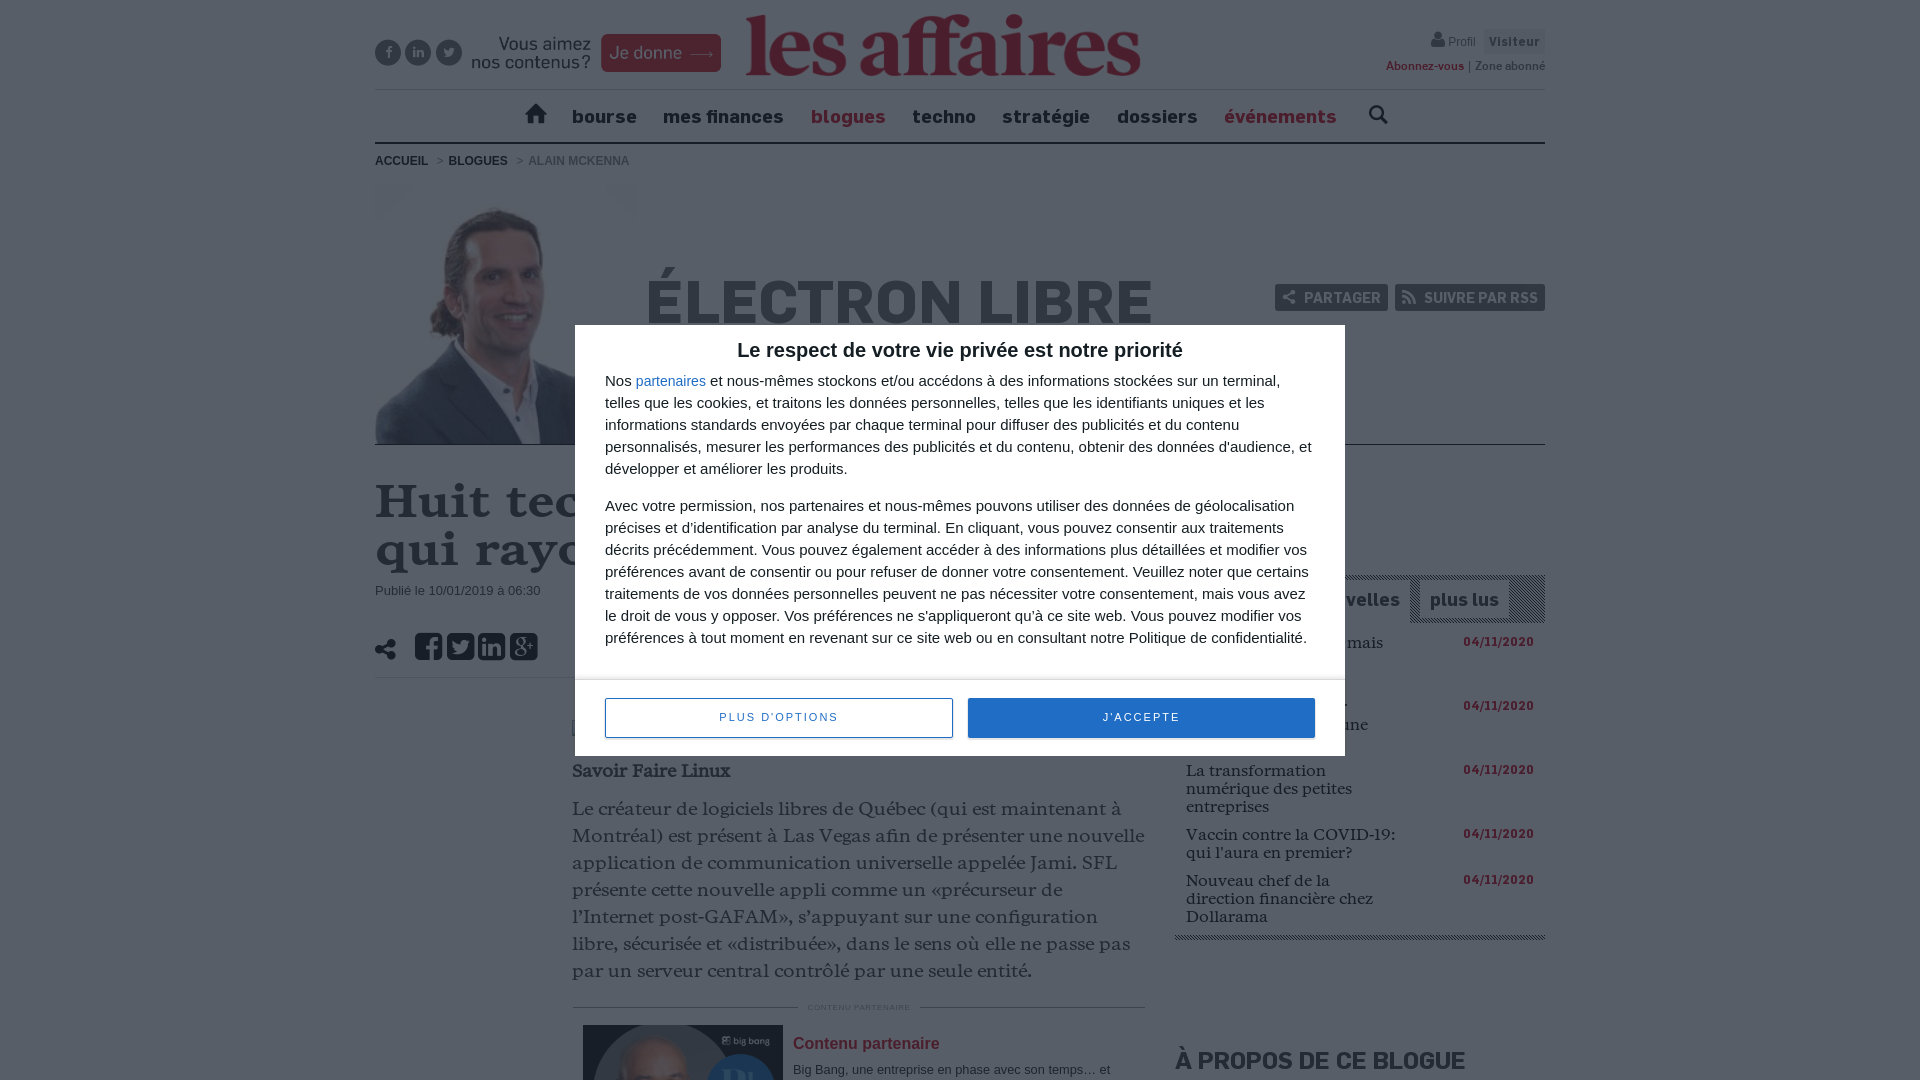 Vous aimez
nos contenus?
Je donne
les affaires
Profil Visiteur
Abonnez-vous | Zone abonné
bourse mes finances blogues techno stratégie dossiers événements
ACCUEIL > BLOGUES > ALAIN MCKENNA
ÉLECTRON LIBRE
PARTAGER SUIVRE PAR RSS
Le respect de votre vie privée est notre priorité
Nos partenaires et nous-mêmes stockons et/ou accédons à des informations stockées sur un terminal,
telles que les cookies, et traitons les données personnelles, telles que les identifiants uniques et les
informations standards envoyées par chaque terminal pour diffuser des publicités et du contenu
personnalisés, mesurer les performances des publicités et du contenu, obtenir des données d'audience, et
développer et améliorer les produits.
Avec votre permission, nos partenaires et nous-mêmes pouvons utiliser des données de géolocalisation
précises et d’identification par analyse du terminal. En cliquant, vous pouvez consentir aux traitements
décrits précédemment. Vous pouvez également accéder à des informations plus détaillées et modifier vos
préférences avant de consentir ou pour refuser de donner votre consentement. Veuillez noter que certains
traitements de vos données personnelles peuvent ne pas nécessiter votre consentement, mais vous avez
le droit de vous y opposer. Vos préférences ne s'appliqueront qu’à ce site web. Vous pouvez modifier vos
préférences à tout moment en revenant sur ce site web ou en consultant notre Politique de confidentialité.
PLUS D'OPTIONS
J'ACCEPTE
Huit tec
qui rayo
Publié le 10/01/2019 à 06:30
Savoir Faire Linux
Le créateur de logiciels libres de Québec (qui est maintenant à
Montréal) est présent à Las Vegas afin de présenter une nouvelle
application de communication universelle appelée Jami. SFL
présente cette nouvelle appli comme un «précurseur de
l’Internet post-GAFAM», s’appuyant sur une configuration
libre, sécurisée et «distribuée», dans le sens où elle ne passe pas
par un serveur central contrôlé par une seule entité.
CONTENU PARTENAIRE
big bang
Contenu partenaire
Big Bang, une entreprise en phase avec son temps… et
velles plus lus
mais 04/11/2020
04/11/2020
une
La transformation 04/11/2020
numérique des petites
entreprises
Vaccin contre la COVID-19: 04/11/2020
qui l'aura en premier?
Nouveau chef de la 04/11/2020
direction financière chez
Dollarama
À PROPOS DE CE BLOGUE